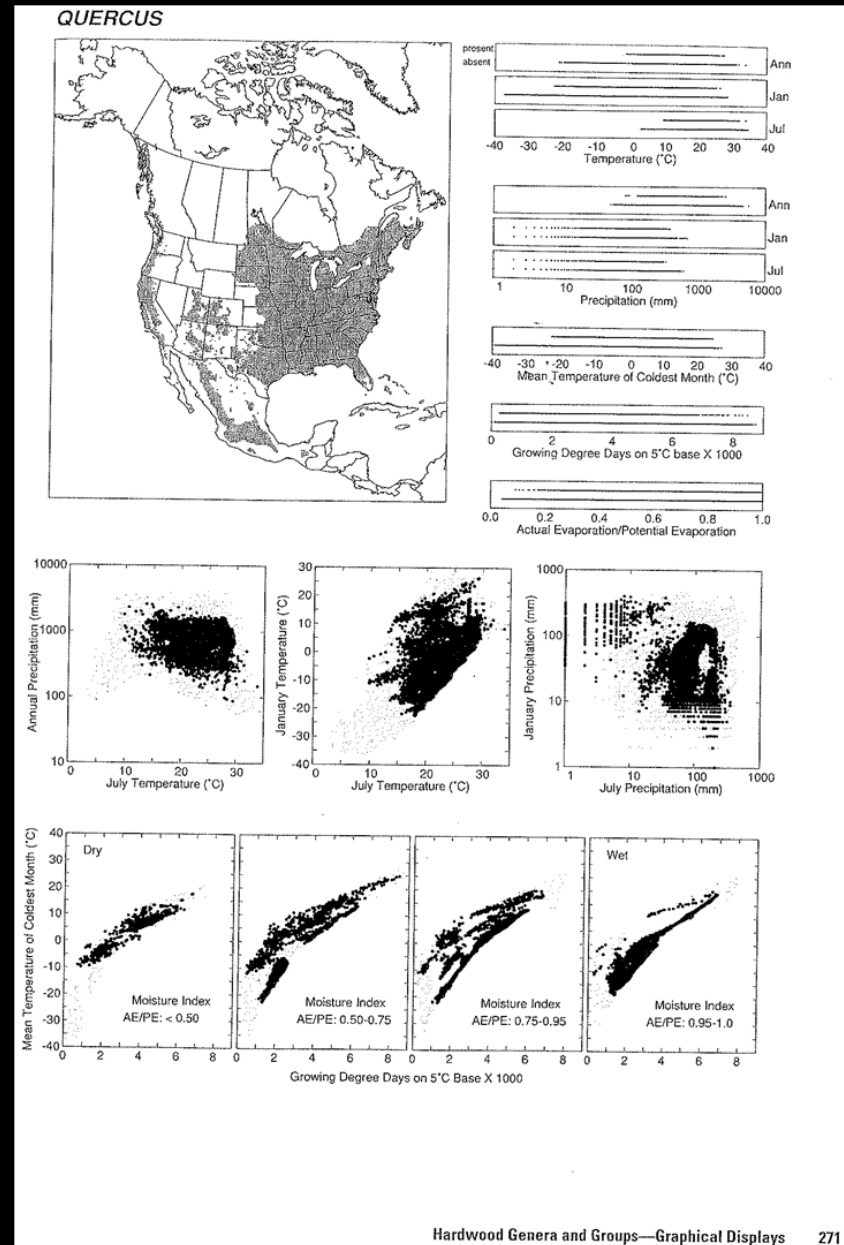 QUERCUS
present
absent
Ann
Jan
Jul
-40 -30 -20 -10 0 10 20 30 40
Temperature (°C)
Ann
Jan
Jul
1 10 100 1000 10000
Precipitation (mm)
-40 -30 -20 -10 0 10 20 30 40
Mean Temperature of Coldest Month (°C)
0 2 4 6 8
Growing Degree Days on 5°C base X 1000
0.0 0.2 0.4 0.6 0.8 1.0
Actual Evaporation/Potential Evaporation
Annual Precipitation (mm)
10000
1000
100
10
0 10 20 30
July Temperature (°C)
January Temperature (°C)
30
20
10
0
-10
-20
-30
-40
0 10 20 30
July Temperature (°C)
January Precipitation (mm)
1000
100
10
1
1 10 100 1000
July Precipitation (mm)
Mean Temperature of Coldest Month (°C)
40
30
20
10
0
-10
-20
-30
-40
Dry
Moisture Index
AE/PE: < 0.50
0 2 4 6 8
Moisture Index
AE/PE: 0.50-0.75
0 2 4 6 8
Moisture Index
AE/PE: 0.75-0.95
0 2 4 6 8
Wet
Moisture Index
AE/PE: 0.95-1.0
0 2 4 6 8
Growing Degree Days on 5°C Base X 1000
Hardwood Genera and Groups—Graphical Displays 271